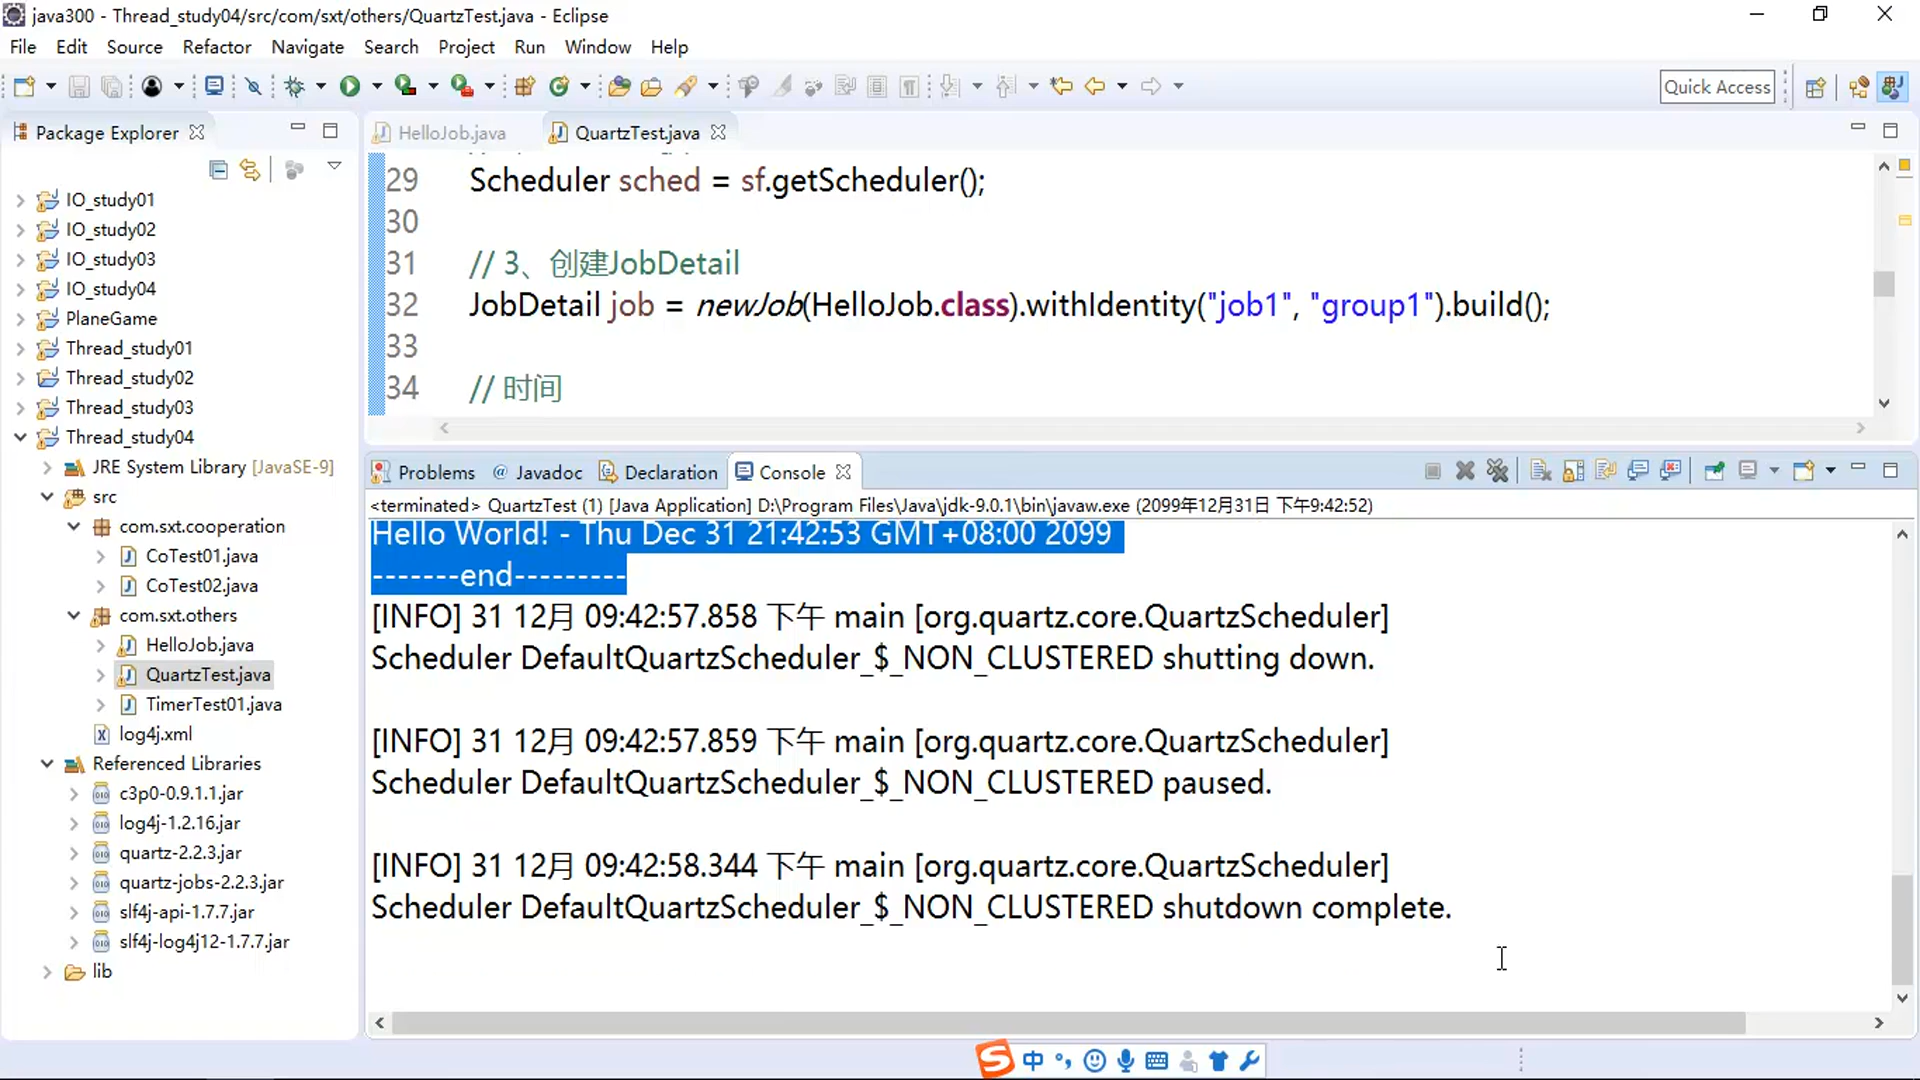 java300 - Thread_study04/src/com/sxt/others/QuartzTest.java - Eclipse
File Edit Source Refactor Navigate Search Project Run Window Help
Quick Access
Package Explorer
IO_study01
IO_study02
IO_study03
IO_study04
PlaneGame
Thread_study01
Thread_study02
Thread_study03
Thread_study04
JRE System Library [JavaSE-9]
src
com.sxt.cooperation
CoTest01.java
CoTest02.java
com.sxt.others
HelloJob.java
QuartzTest.java
TimerTest01.java
log4j.xml
Referenced Libraries
c3p0-0.9.1.1.jar
log4j-1.2.16.jar
quartz-2.2.3.jar
quartz-jobs-2.2.3.jar
slf4j-api-1.7.7.jar
slf4j-log4j12-1.7.7.jar
lib
HelloJob.java QuartzTest.java
29 Scheduler sched = sf.getScheduler();
30
31 // 3、创建JobDetail
32 JobDetail job = newJob(HelloJob.class).withIdentity("job1", "group1").build();
33
34 // 时间
Problems @ Javadoc Declaration Console
<terminated> QuartzTest (1) [Java Application] D:\Program Files\Java\jdk-9.0.1\bin\javaw.exe (2099年12月31日 下午9:42:52)
Hello World! - Thu Dec 31 21:42:53 GMT+08:00 2099
-------end---------
[INFO] 31 12月 09:42:57.858 下午 main [org.quartz.core.QuartzScheduler]
Scheduler DefaultQuartzScheduler_$_NON_CLUSTERED shutting down.
[INFO] 31 12月 09:42:57.859 下午 main [org.quartz.core.QuartzScheduler]
Scheduler DefaultQuartzScheduler_$_NON_CLUSTERED paused.
[INFO] 31 12月 09:42:58.344 下午 main [org.quartz.core.QuartzScheduler]
Scheduler DefaultQuartzScheduler_$_NON_CLUSTERED shutdown complete.
中